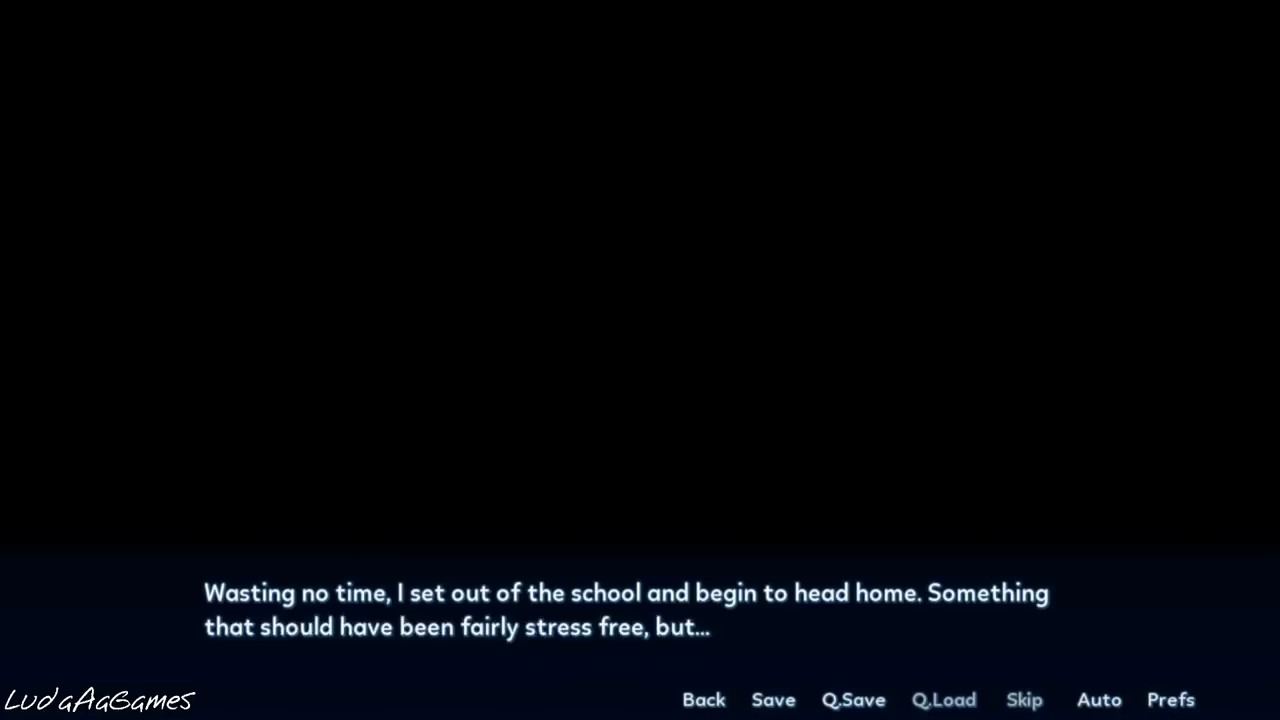 Wasting no time, I set out of the school and begin to head home. Something
that should have been fairly stress free, but...
LudaAaGames
Back Save Q.Save Q.Load Skip Auto Prefs